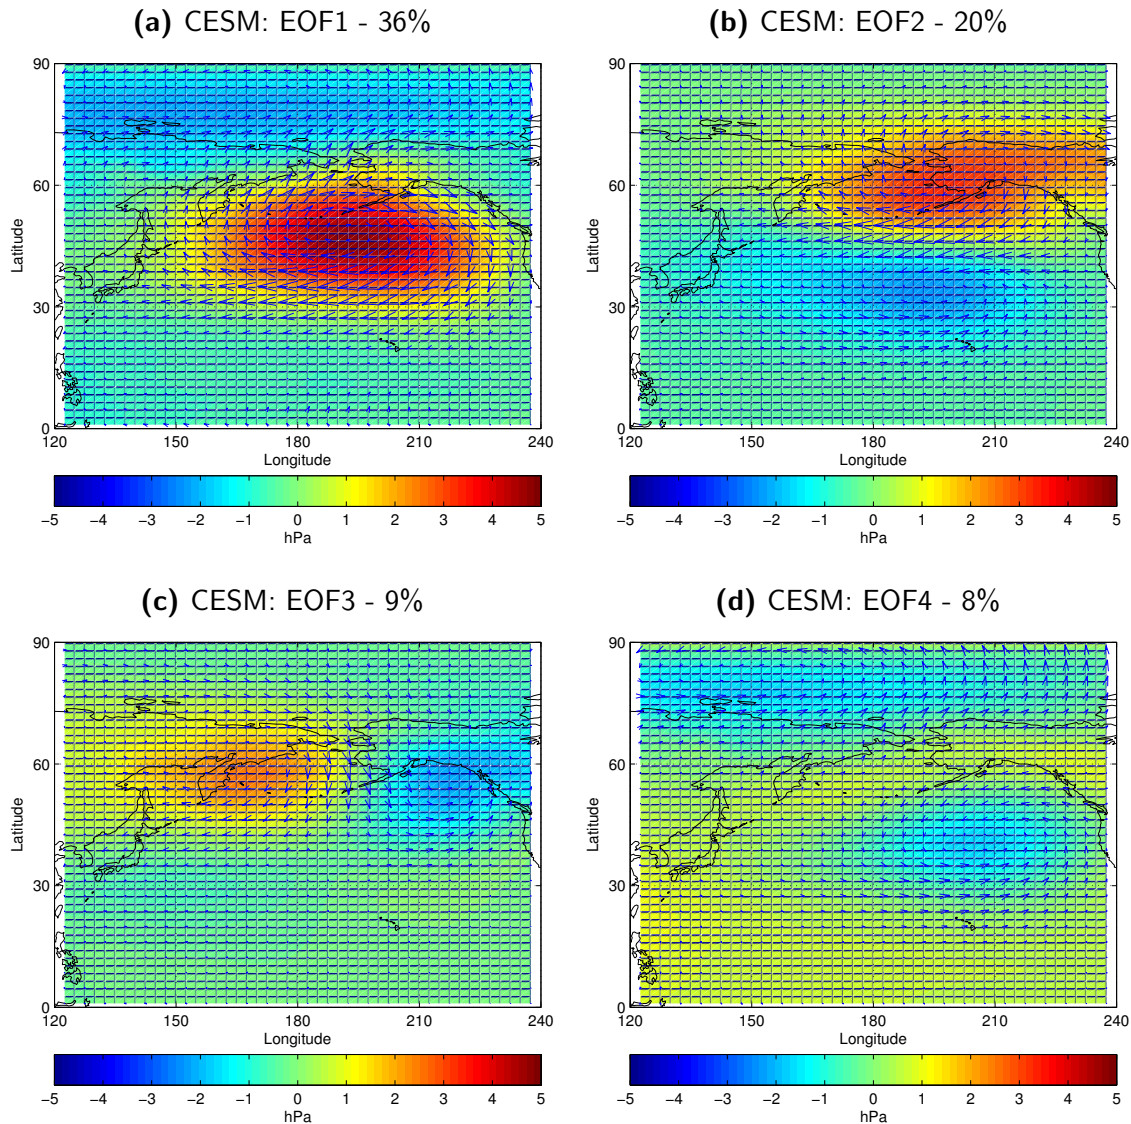 (a) CESM: EOF1 - 36%
90
60
30
0
Latitude
120 150 180 210 240
Longitude
−5 −4 −3 −2 −1 0 1 2 3 4 5
hPa
(b) CESM: EOF2 - 20%
90
60
30
0
Latitude
120 150 180 210 240
Longitude
−5 −4 −3 −2 −1 0 1 2 3 4 5
hPa
(c) CESM: EOF3 - 9%
90
60
30
0
Latitude
120 150 180 210 240
Longitude
−5 −4 −3 −2 −1 0 1 2 3 4 5
hPa
(d) CESM: EOF4 - 8%
90
60
30
0
Latitude
120 150 180 210 240
Longitude
−5 −4 −3 −2 −1 0 1 2 3 4 5
hPa